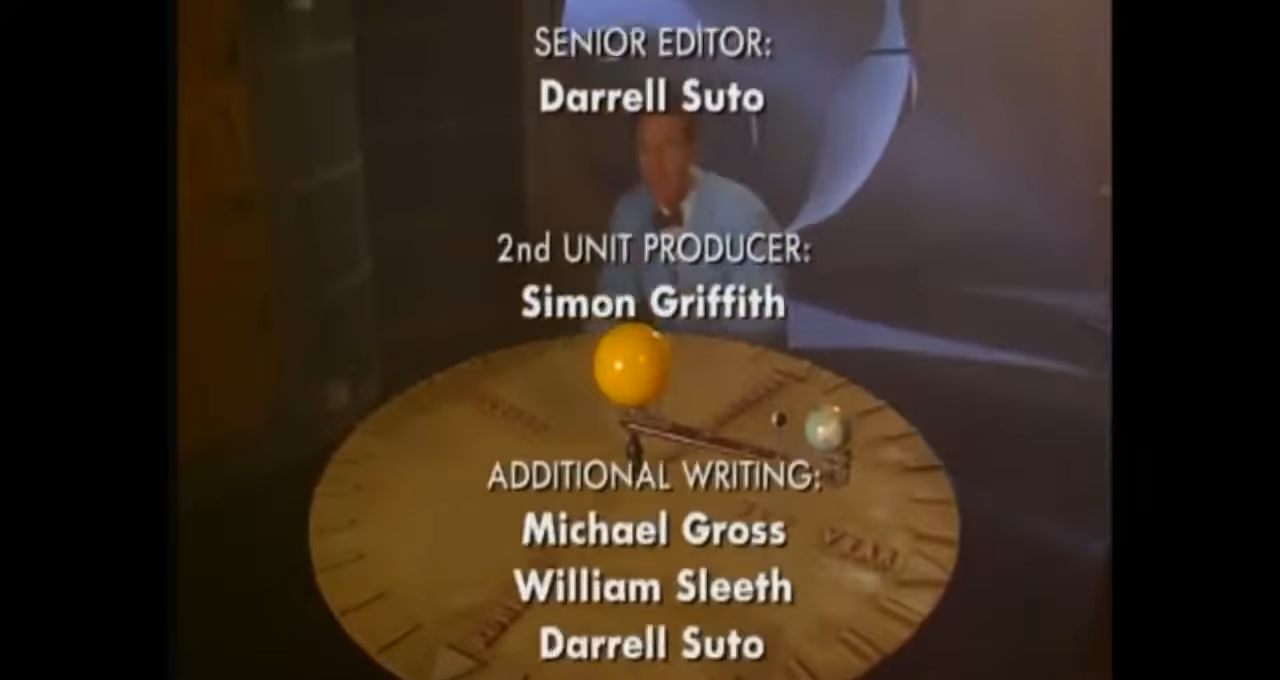 SENIOR EDITOR:
Darrell Suto
2nd UNIT PRODUCER:
Simon Griffith
ADDITIONAL WRITING:
Michael Gross
William Sleeth
Darrell Suto